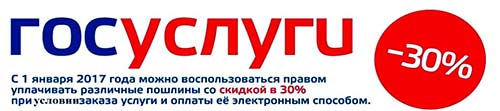 госуслуги
–30%
С 1 января 2017 года можно воспользоваться правом
уплачивать различные пошлины со скидкой в 30%
при условии заказа услуги и оплаты её электронным способом.